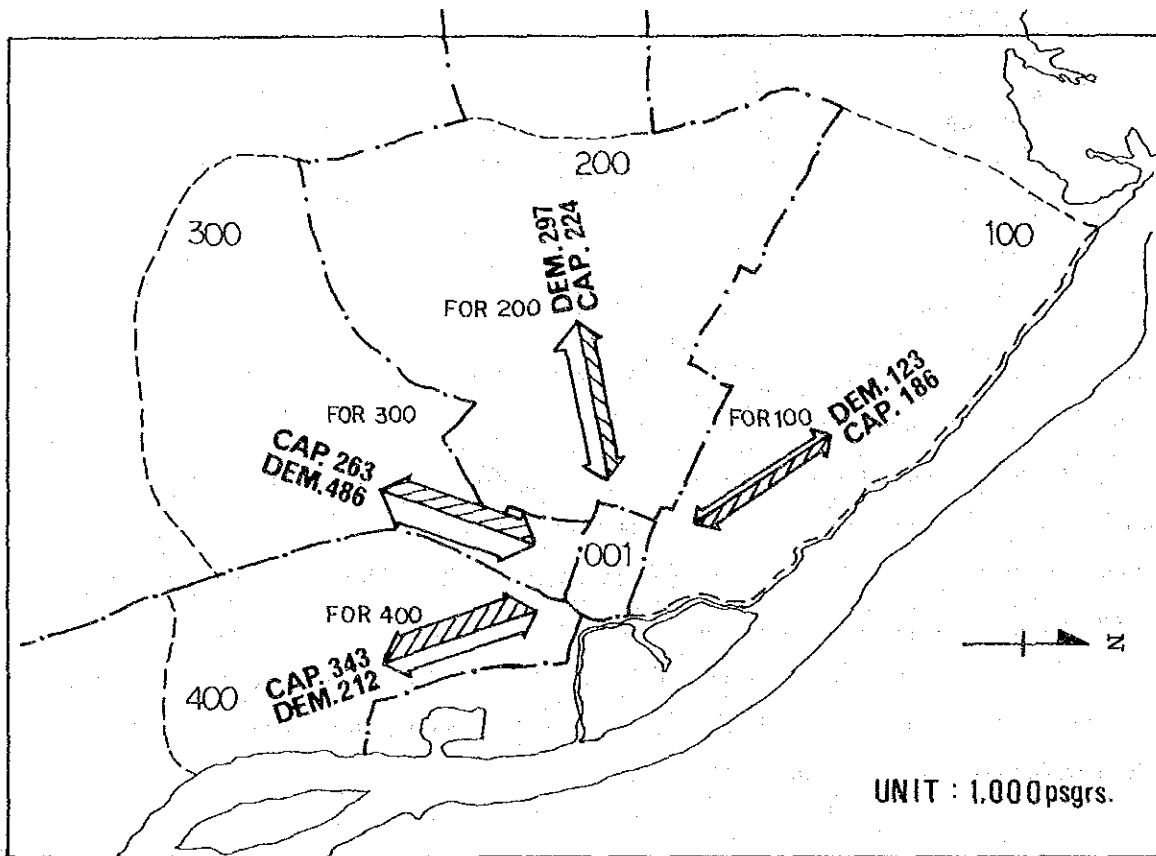 200
300
100
DEM. 297
CAP. 224
FOR 200
FOR 300
FOR 100
DEM. 123
CAP. 186
CAP. 263
DEM. 486
001
FOR 400
CAP. 343
DEM. 212
400
N
UNIT : 1,000 psgrs.